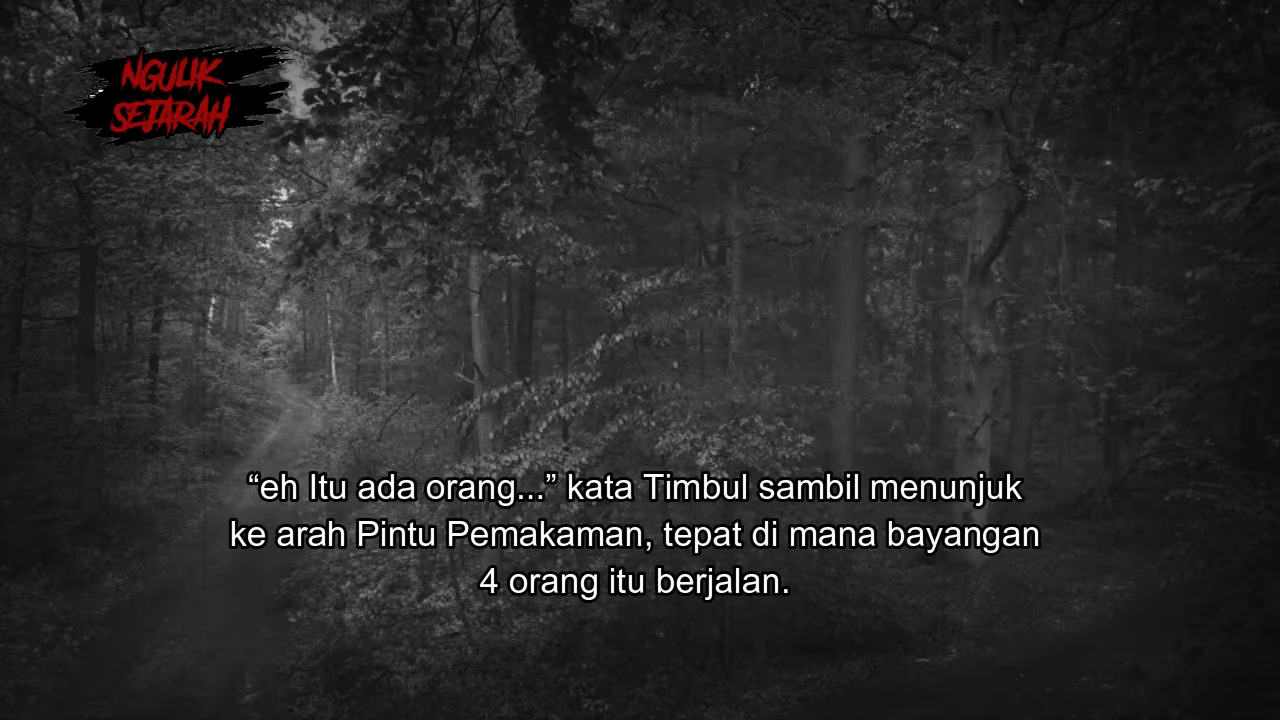 NGULIK
SEJARAH
“eh Itu ada orang...” kata Timbul sambil menunjuk
ke arah Pintu Pemakaman, tepat di mana bayangan
4 orang itu berjalan.